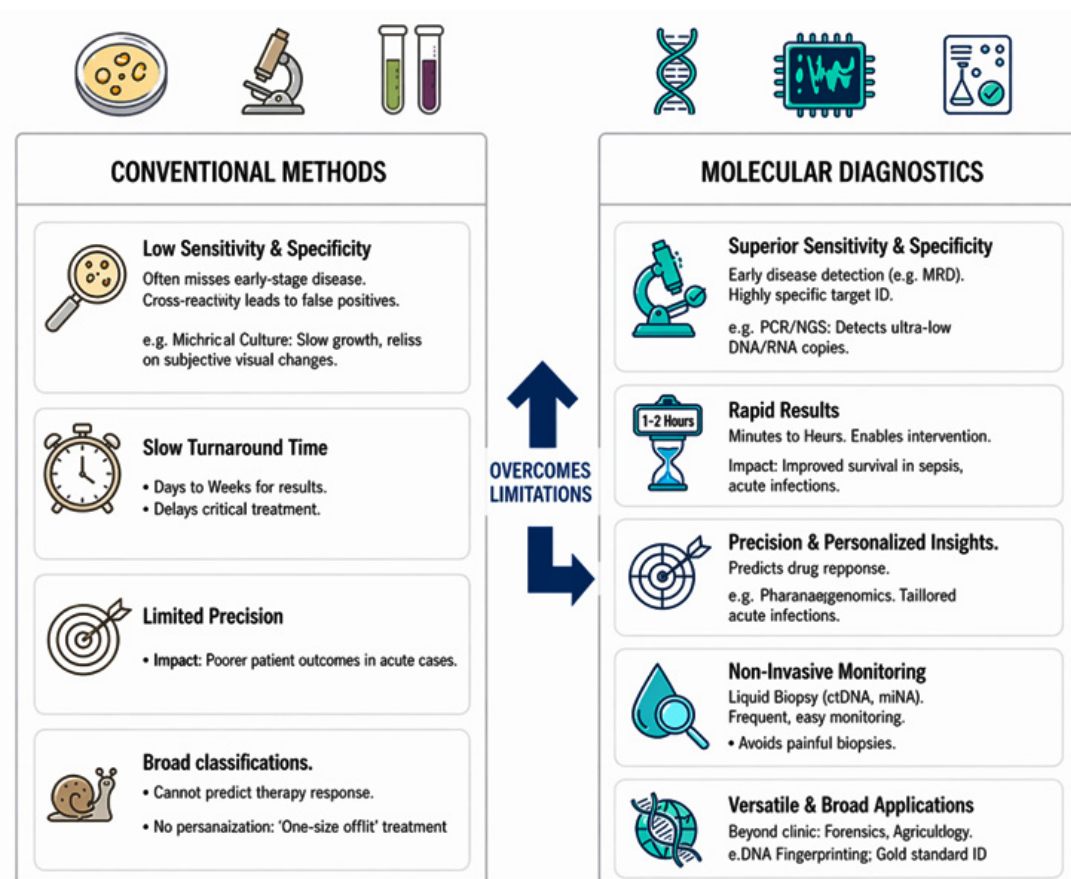 CONVENTIONAL METHODS
Low Sensitivity & Specificity
Often misses early-stage disease.
Cross-reactivity leads to false positives.
e.g. Michrical Culture: Slow growth, reliss
on subjective visual changes.
Slow Turnaround Time
• Days to Weeks for results.
• Delays critical treatment.
Limited Precision
• Impact: Poorer patient outcomes in acute cases.
Broad classifications.
• Cannot predict therapy response.
• No persanaization: 'One-size offlit' treatment
OVERCOMES
LIMITATIONS
MOLECULAR DIAGNOSTICS
Superior Sensitivity & Specificity
Early disease detection (e.g. MRD).
Highly specific target ID.
e.g. PCR/NGS: Detects ultra-low
DNA/RNA copies.
1-2 Hours
Rapid Results
Minutes to Heurs. Enables intervention.
Impact: Improved survival in sepsis,
acute infections.
Precision & Personalized Insights.
Predicts drug repponse.
e.g. Taillored
acute infections.
Non-Invasive Monitoring
Liquid Biopsy (ctDNA, miNA).
Frequent, easy monitoring.
• Avoids painful biopsies.
Versatile & Broad Applications
Beyond clinic: Forensics, Agriculdogy.
e.DNA Fingerprinting; Gold standard ID